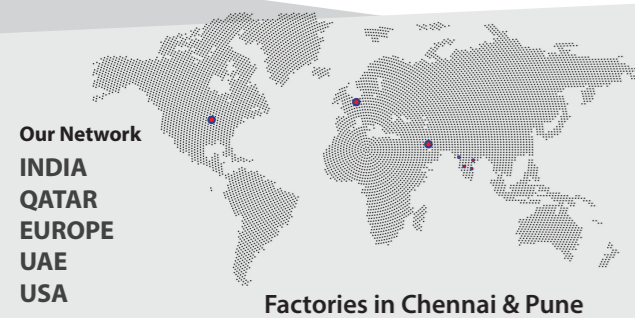 Our Network
INDIA
QATAR
EUROPE
UAE
USA
Factories in Chennai & Pune